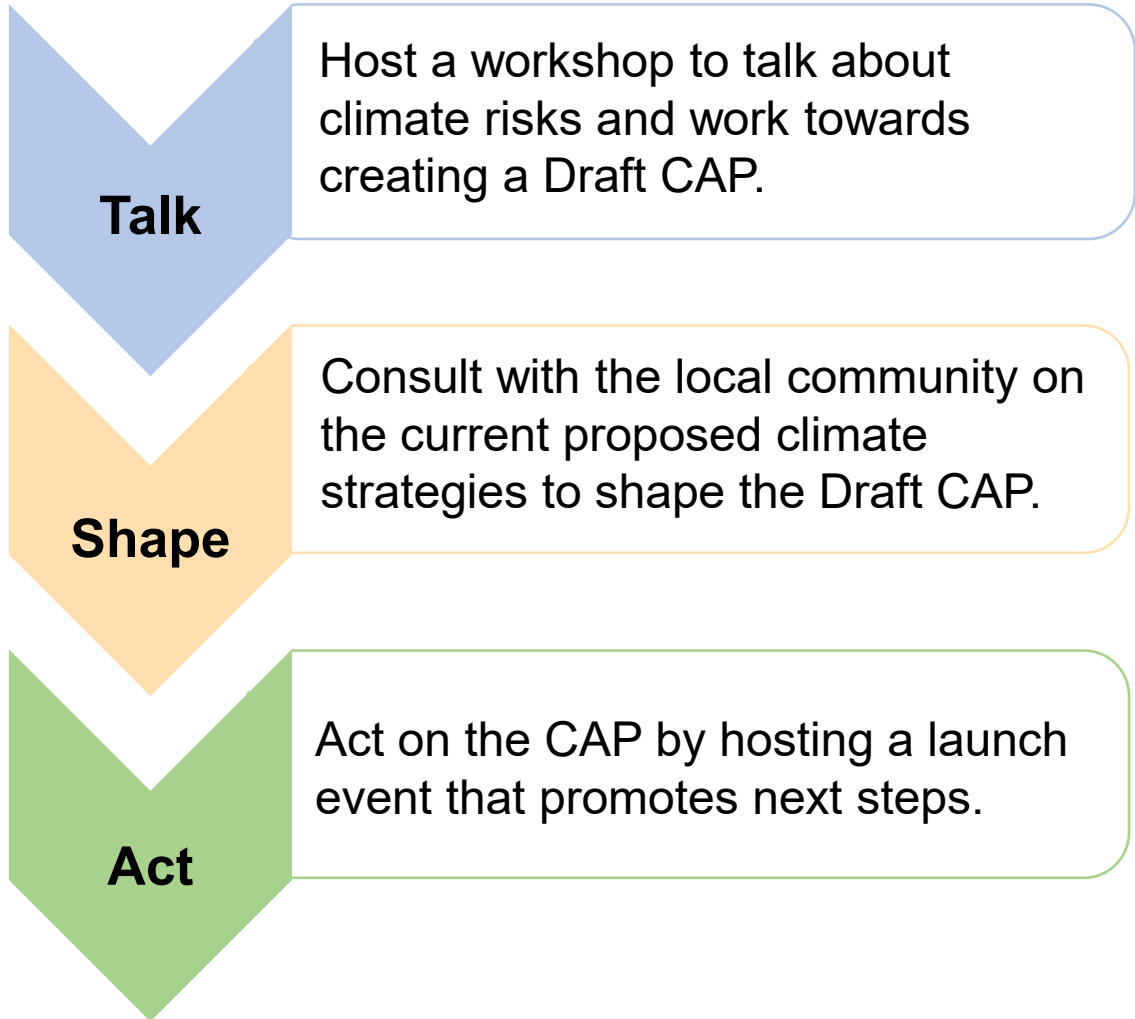 Talk
Host a workshop to talk about
climate risks and work towards
creating a Draft CAP.
Shape
Consult with the local community on
the current proposed climate
strategies to shape the Draft CAP.
Act
Act on the CAP by hosting a launch
event that promotes next steps.